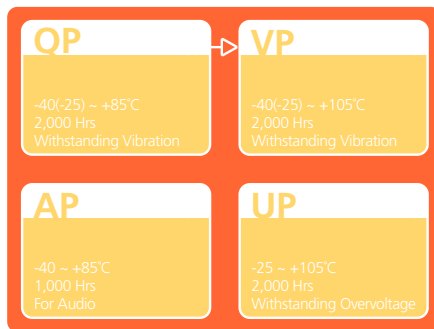 QP
-40(-25) ~ +85℃
2,000 Hrs
Withstanding Vibration
VP
-40(-25) ~ +105℃
2,000 Hrs
Withstanding Vibration
AP
-40 ~ +85℃
1,000 Hrs
For Audio
UP
-25 ~ +105℃
2,000 Hrs
Withstanding Overvoltage